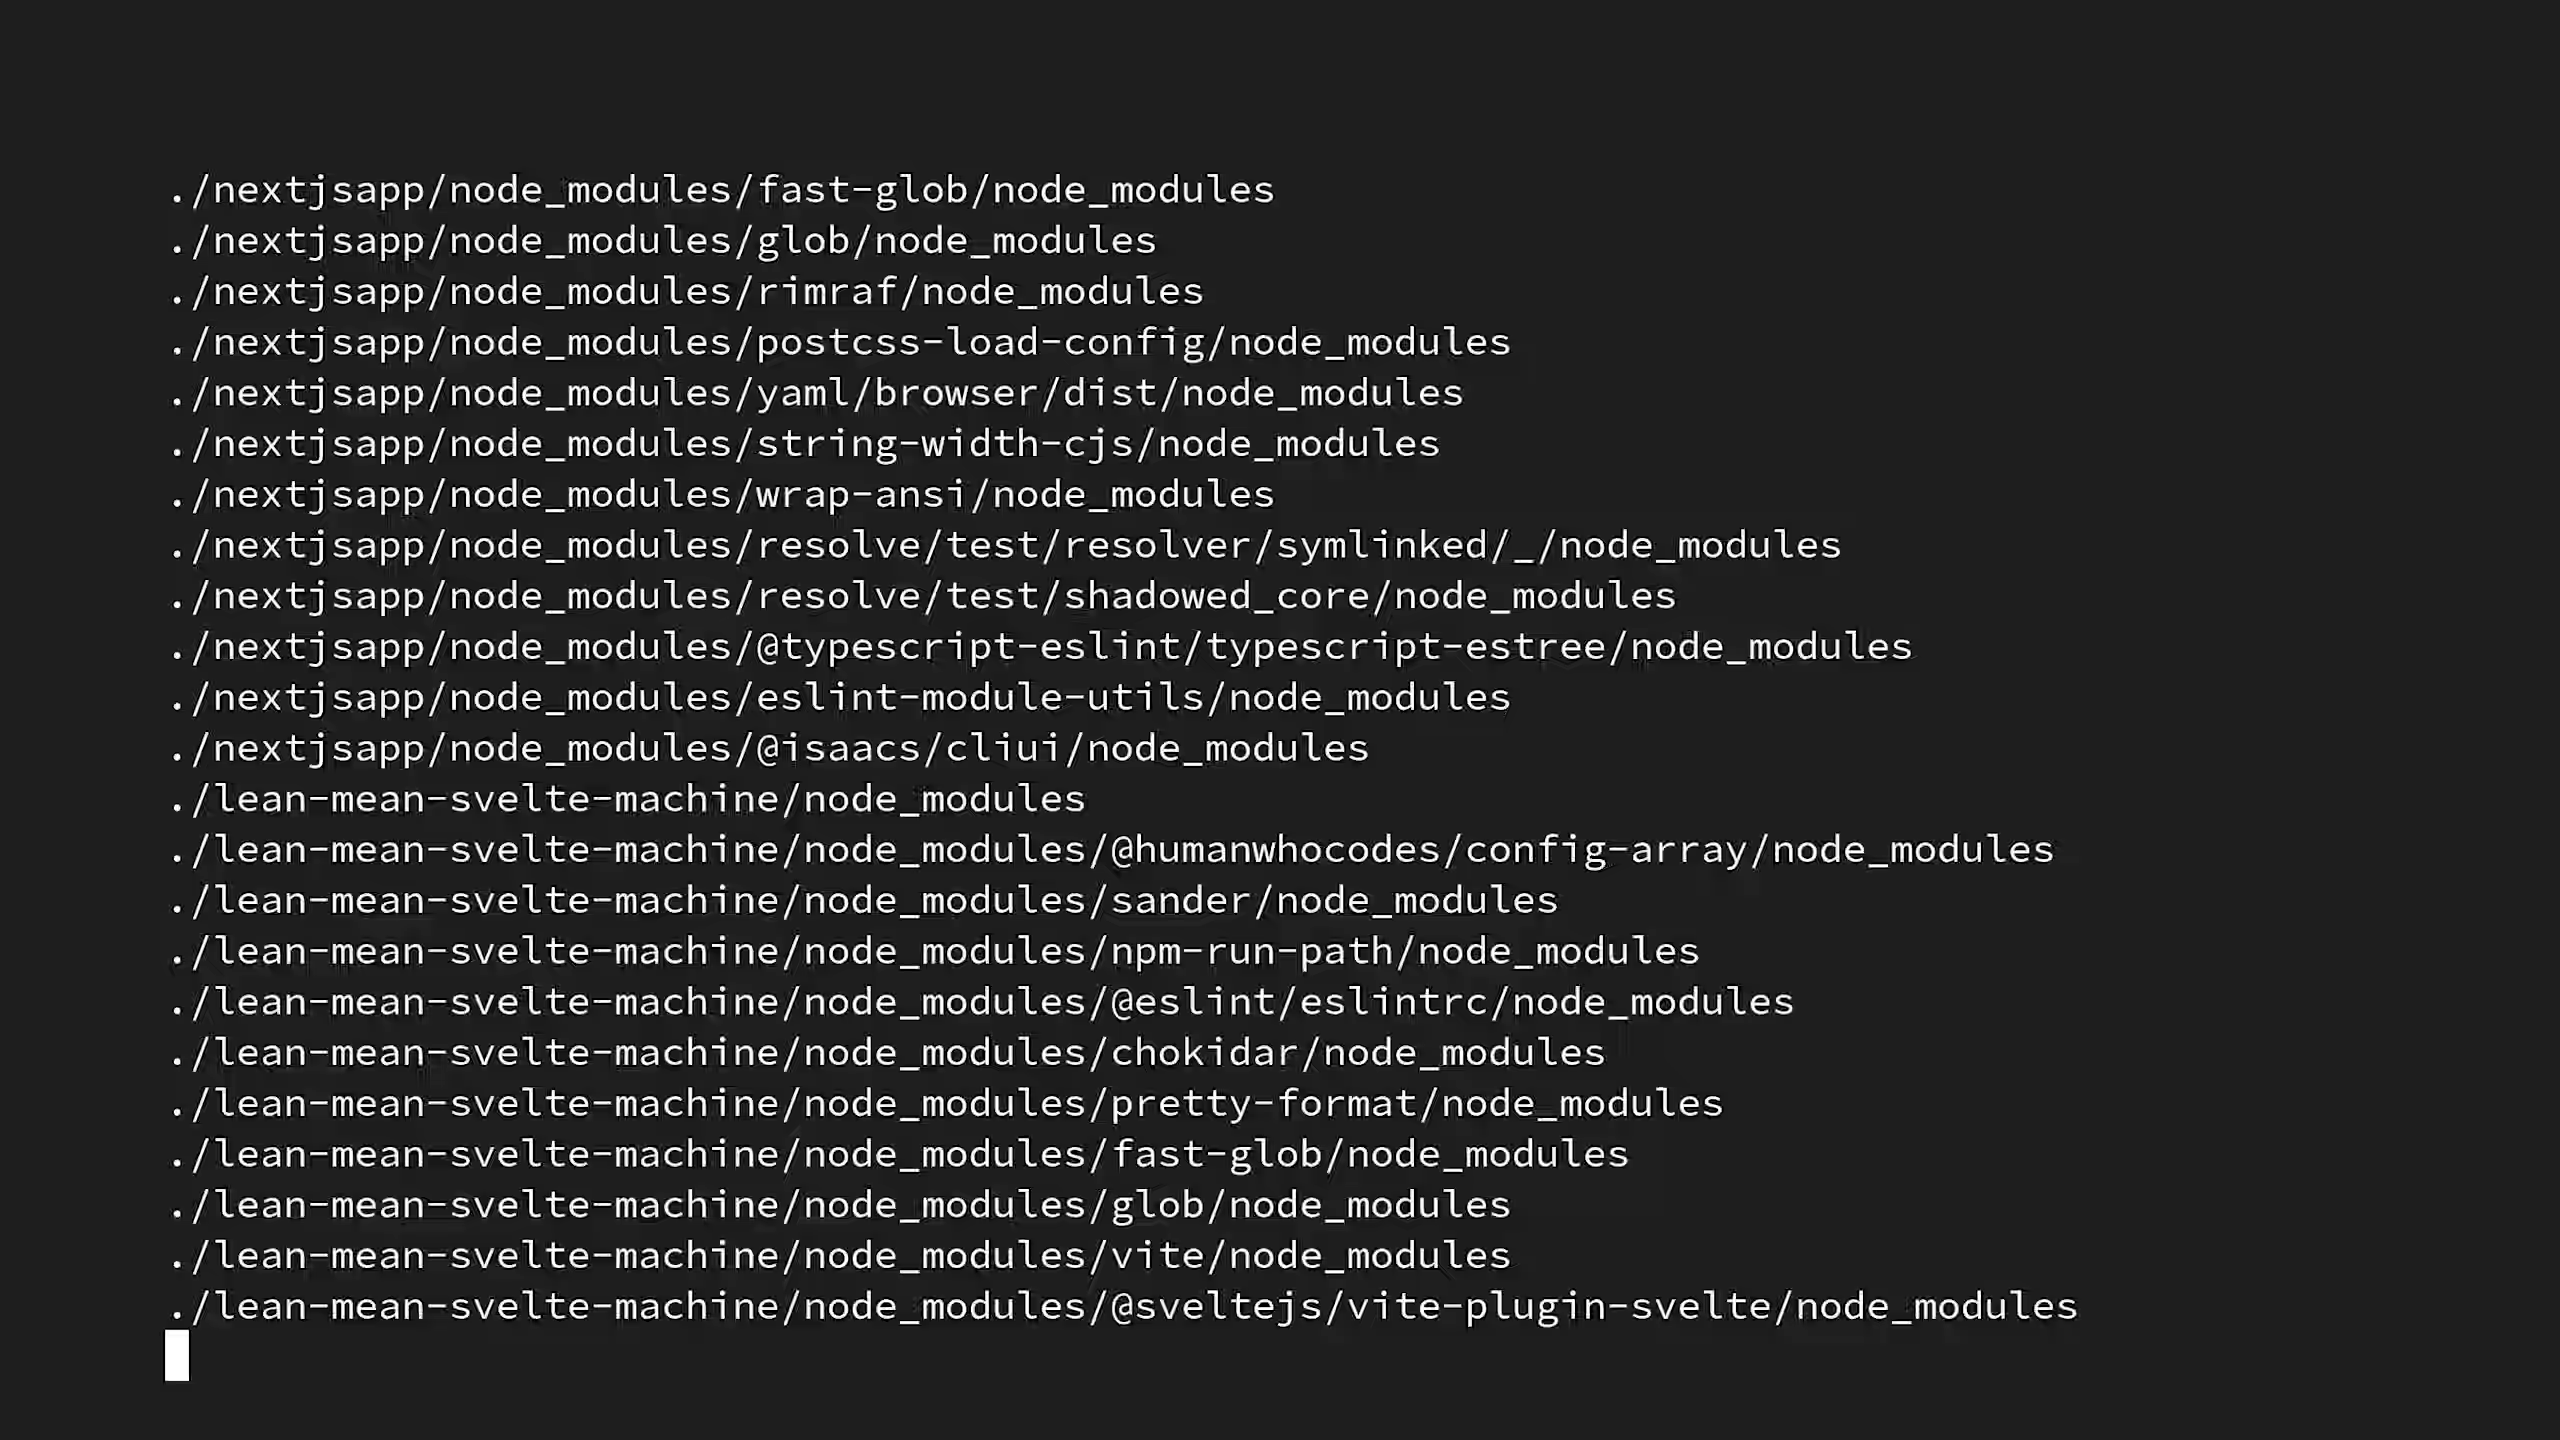 ./nextjsapp/node_modules/fast-glob/node_modules
./nextjsapp/node_modules/glob/node_modules
./nextjsapp/node_modules/rimraf/node_modules
./nextjsapp/node_modules/postcss-load-config/node_modules
./nextjsapp/node_modules/yaml/browser/dist/node_modules
./nextjsapp/node_modules/string-width-cjs/node_modules
./nextjsapp/node_modules/wrap-ansi/node_modules
./nextjsapp/node_modules/resolve/test/resolver/symlinked/_/node_modules
./nextjsapp/node_modules/resolve/test/shadowed_core/node_modules
./nextjsapp/node_modules/@typescript-eslint/typescript-estree/node_modules
./nextjsapp/node_modules/eslint-module-utils/node_modules
./nextjsapp/node_modules/@isaacs/cliui/node_modules
./lean-mean-svelte-machine/node_modules
./lean-mean-svelte-machine/node_modules/@humanwhocodes/config-array/node_modules
./lean-mean-svelte-machine/node_modules/sander/node_modules
./lean-mean-svelte-machine/node_modules/npm-run-path/node_modules
./lean-mean-svelte-machine/node_modules/@eslint/eslintrc/node_modules
./lean-mean-svelte-machine/node_modules/chokidar/node_modules
./lean-mean-svelte-machine/node_modules/pretty-format/node_modules
./lean-mean-svelte-machine/node_modules/fast-glob/node_modules
./lean-mean-svelte-machine/node_modules/glob/node_modules
./lean-mean-svelte-machine/node_modules/vite/node_modules
./lean-mean-svelte-machine/node_modules/@sveltejs/vite-plugin-svelte/node_modules